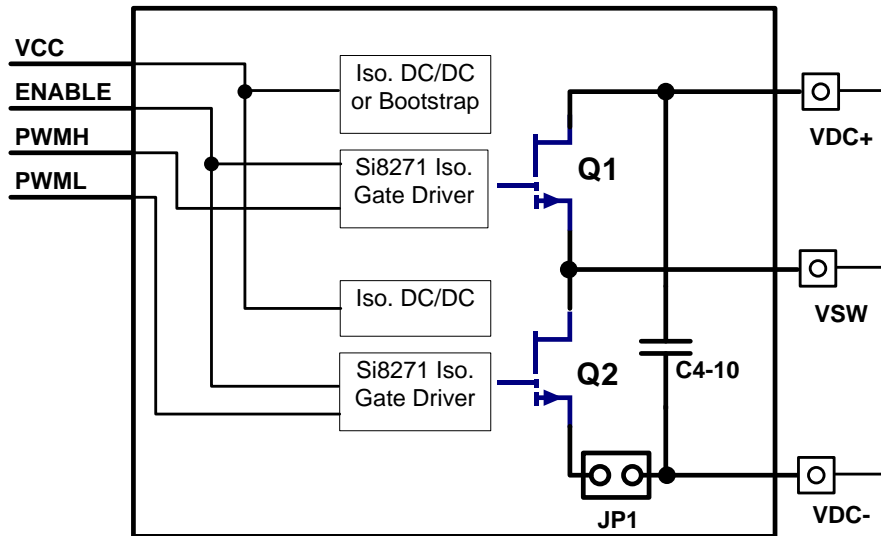 VCC
ENABLE
PWMH
PWML
Iso. DC/DC
or Bootstrap
Si8271 Iso.
Gate Driver
Iso. DC/DC
Si8271 Iso.
Gate Driver
Q1
Q2
C4-10
JP1
VDC+
VSW
VDC-